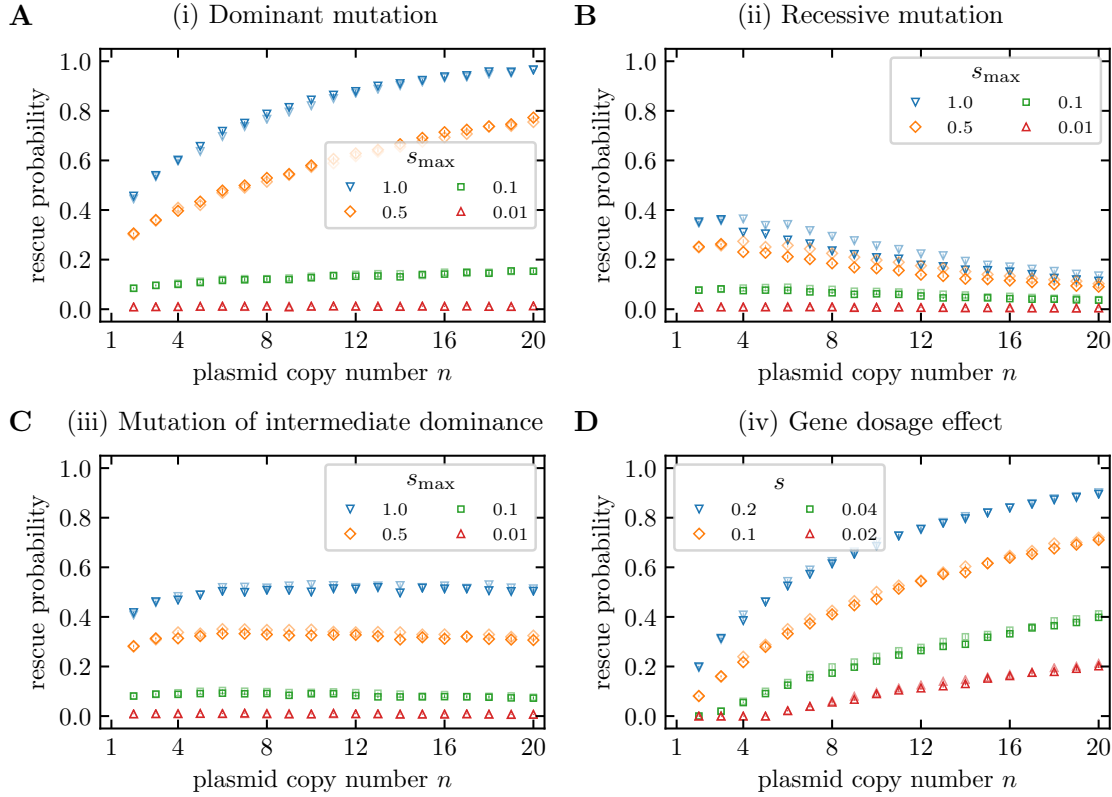 A (i) Dominant mutation
rescue probability
1.0
0.8
0.6
0.4
0.2
0.0
s_max
1.0 0.1
0.5 0.01
1 4 8 12 16 20
plasmid copy number n
B (ii) Recessive mutation
rescue probability
1.0
0.8
0.6
0.4
0.2
0.0
s_max
1.0 0.1
0.5 0.01
1 4 8 12 16 20
plasmid copy number n
C (iii) Mutation of intermediate dominance
rescue probability
1.0
0.8
0.6
0.4
0.2
0.0
s_max
1.0 0.1
0.5 0.01
1 4 8 12 16 20
plasmid copy number n
D (iv) Gene dosage effect
rescue probability
1.0
0.8
0.6
0.4
0.2
0.0
s
0.2 0.04
0.1 0.02
1 4 8 12 16 20
plasmid copy number n